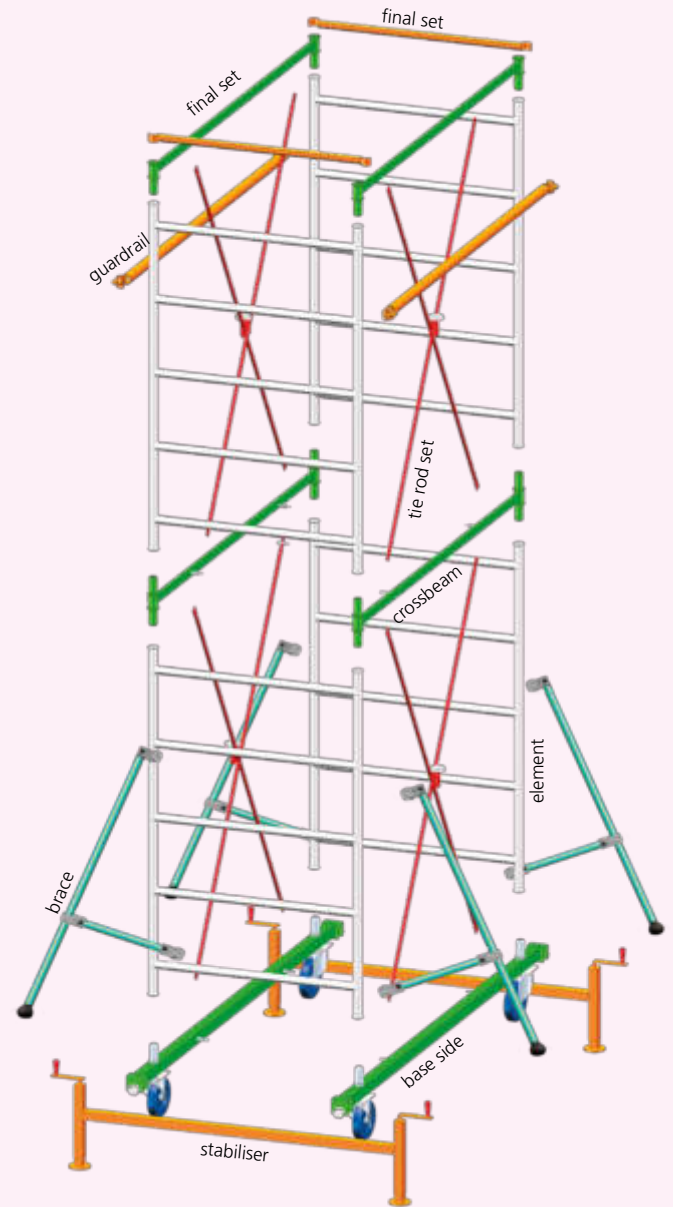 final set
final set
guardrail
tie rod set
crossbeam
element
brace
base side
stabiliser